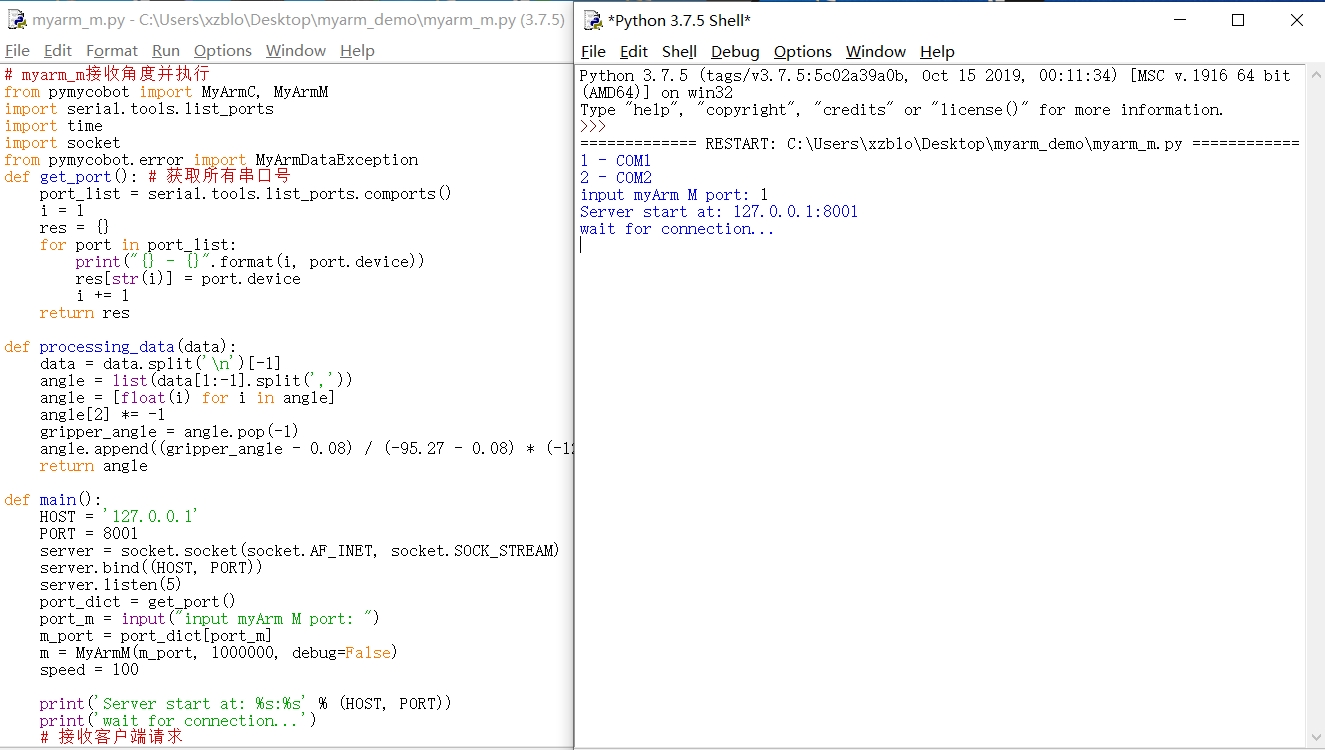 myarm_m.py - C:\Users\xzblo\Desktop\myarm_demo\myarm_m.py (3.7.5)
File Edit Format Run Options Window Help
# myarm_m接收角度并执行
from pymycobot import MyArmC, MyArmM
import serial.tools.list_ports
import time
import socket
from pymycobot.error import MyArmDataException
def get_port(): # 获取所有串口号
    port_list = serial.tools.list_ports.comports()
    i = 1
    res = {}
    for port in port_list:
        print("{} - {}".format(i, port.device))
        res[str(i)] = port.device
        i += 1
    return res

def processing_data(data):
    data = data.split('\n')[-1]
    angle = list(data[1:-1].split(','))
    angle = [float(i) for i in angle]
    angle[2] *= -1
    gripper_angle = angle.pop(-1)
    angle.append((gripper_angle - 0.08) / (-95.27 - 0.08) * (-12
    return angle

def main():
    HOST = '127.0.0.1'
    PORT = 8001
    server = socket.socket(socket.AF_INET, socket.SOCK_STREAM)
    server.bind((HOST, PORT))
    server.listen(5)
    port_dict = get_port()
    port_m = input("input myArm M port: ")
    m_port = port_dict[port_m]
    m = MyArmM(m_port, 1000000, debug=False)
    speed = 100

    print('Server start at: %s:%s' % (HOST, PORT))
    print('wait for connection...')
    # 接收客户端请求
*Python 3.7.5 Shell*
File Edit Shell Debug Options Window Help
Python 3.7.5 (tags/v3.7.5:5c02a39a0b, Oct 15 2019, 00:11:34) [MSC v.1916 64 bit
(AMD64)] on win32
Type "help", "copyright", "credits" or "license()" for more information.
>>>
============= RESTART: C:\Users\xzblo\Desktop\myarm_demo\myarm_m.py ============
1 - COM1
2 - COM2
input myArm M port: 1
Server start at: 127.0.0.1:8001
wait for connection...